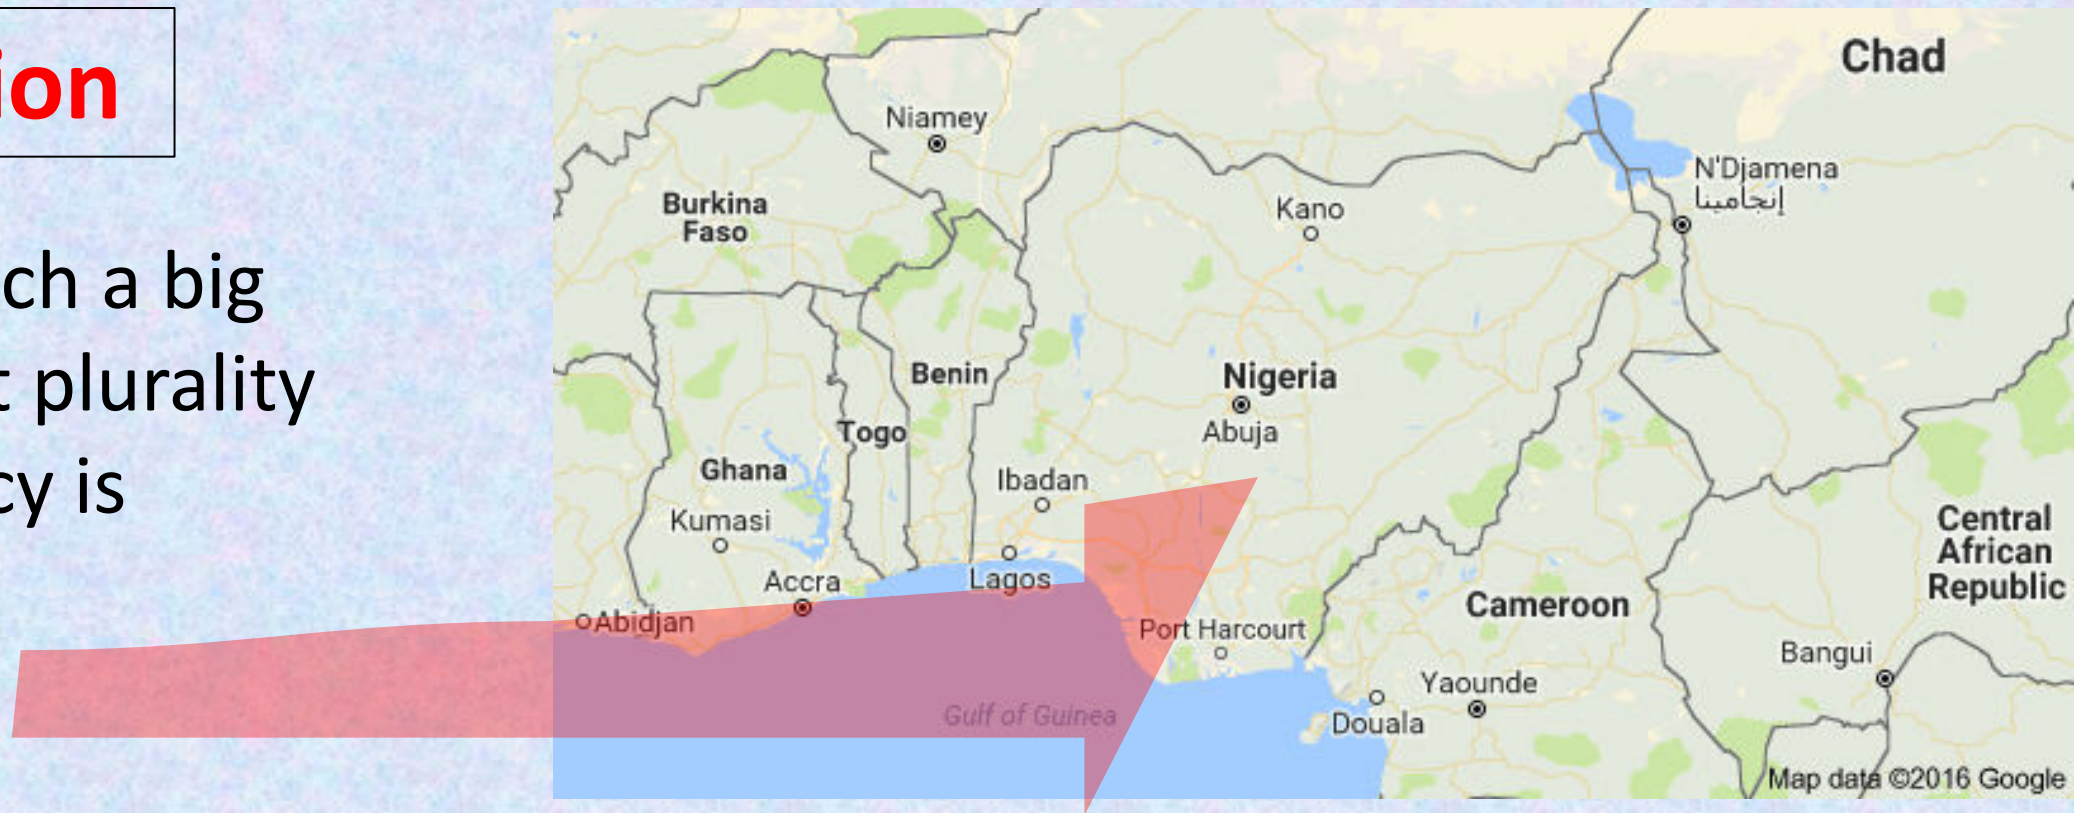 ion
ch a big
t plurality
cy is
Chad
Niamey
N'Djamena
إنجامينا
Burkina
Faso
Kano
Benin
Nigeria
Abuja
Togo
Ghana
Ibadan
Kumasi
Central
African
Republic
Accra
Lagos
Abidjan
Port Harcourt
Cameroon
Bangui
Yaounde
Gulf of Guinea
Douala
Map data ©2016 Google